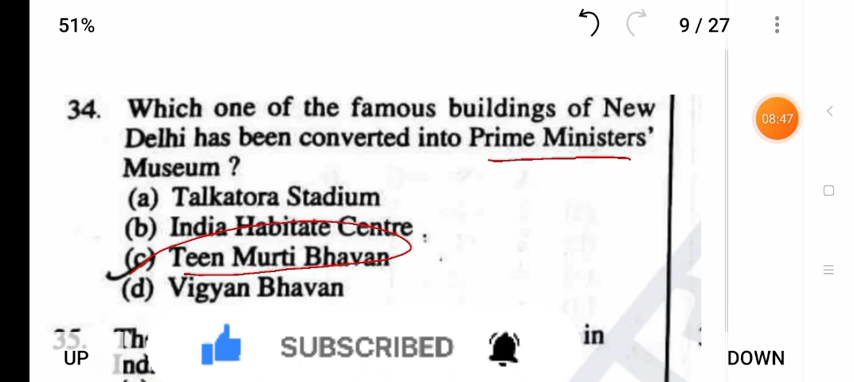 51%
9 / 27
08:47
34. Which one of the famous buildings of New
Delhi has been converted into Prime Ministers'
Museum ?
(a) Talkatora Stadium
(b) India Habitate Centre .
(c) Teen Murti Bhavan
(d) Vigyan Bhavan
35. in
SUBSCRIBED
UP
DOWN